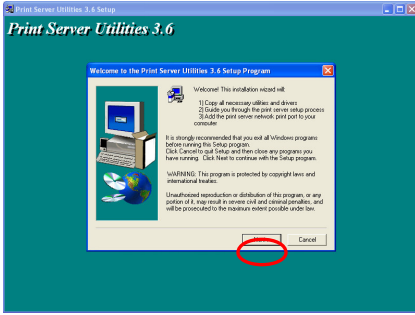 Print Server Utilities 3.6 Setup
Print Server Utilities 3.6
Welcome to the Print Server Utilities 3.6 Setup Program
Welcome! This installation wizard will:
1) Copy all necessary utilities and drivers
2) Guide you through the print server setup process
3) Add the print server network print port to your
computer
It is strongly recommended that you exit all Windows programs
before running this Setup program.
Click Cancel to quit Setup and then close any programs you
have running. Click Next to continue with the Setup program.
WARNING: This program is protected by copyright laws and
international treaties.
Unauthorized reproduction or distribution of this program, or any
portion of it, may result in severe civil and criminal penalties, and
will be prosecuted to the maximum extent possible under law.
Cancel